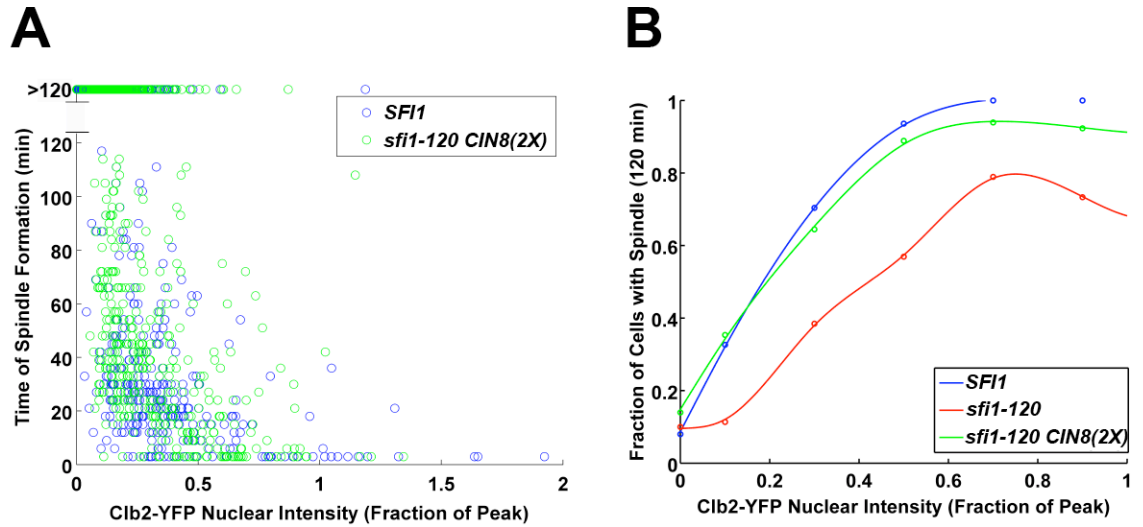 A
>120
120
100
80
60
40
20
0
Time of Spindle Formation (min)
SFI1
sfi1-120 CIN8(2X)
0 0.5 1 1.5 2
Clb2-YFP Nuclear Intensity (Fraction of Peak)
B
1
0.8
0.6
0.4
0.2
0
Fraction of Cells with Spindle (120 min)
SFI1
sfi1-120
sfi1-120 CIN8(2X)
0 0.2 0.4 0.6 0.8 1
Clb2-YFP Nuclear Intensity (Fraction of Peak)